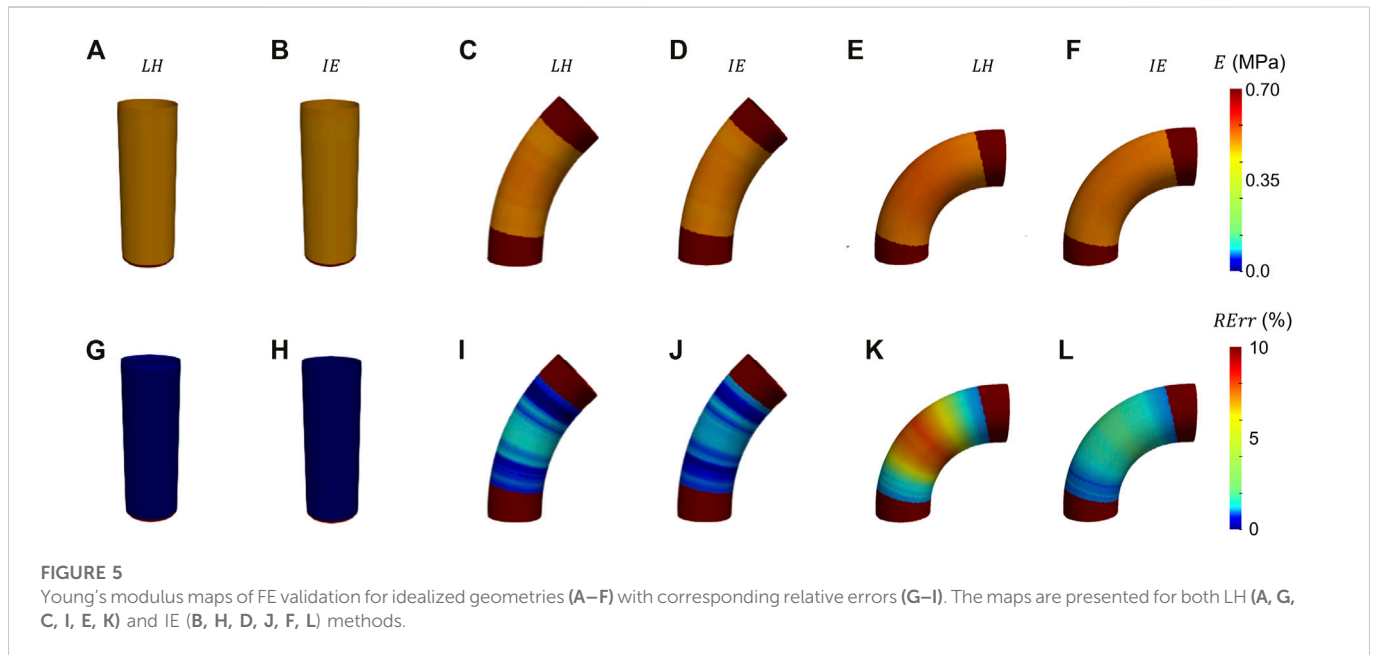 A B C D E F
LH IE LH IE LH IE E (MPa)
0.70
0.35
0.0
RErr (%)
G H I J K L 10
5
0
FIGURE 5
Young's modulus maps of FE validation for idealized geometries (A–F) with corresponding relative errors (G–I). The maps are presented for both LH (A, G,
C, I, E, K) and IE (B, H, D, J, F, L) methods.